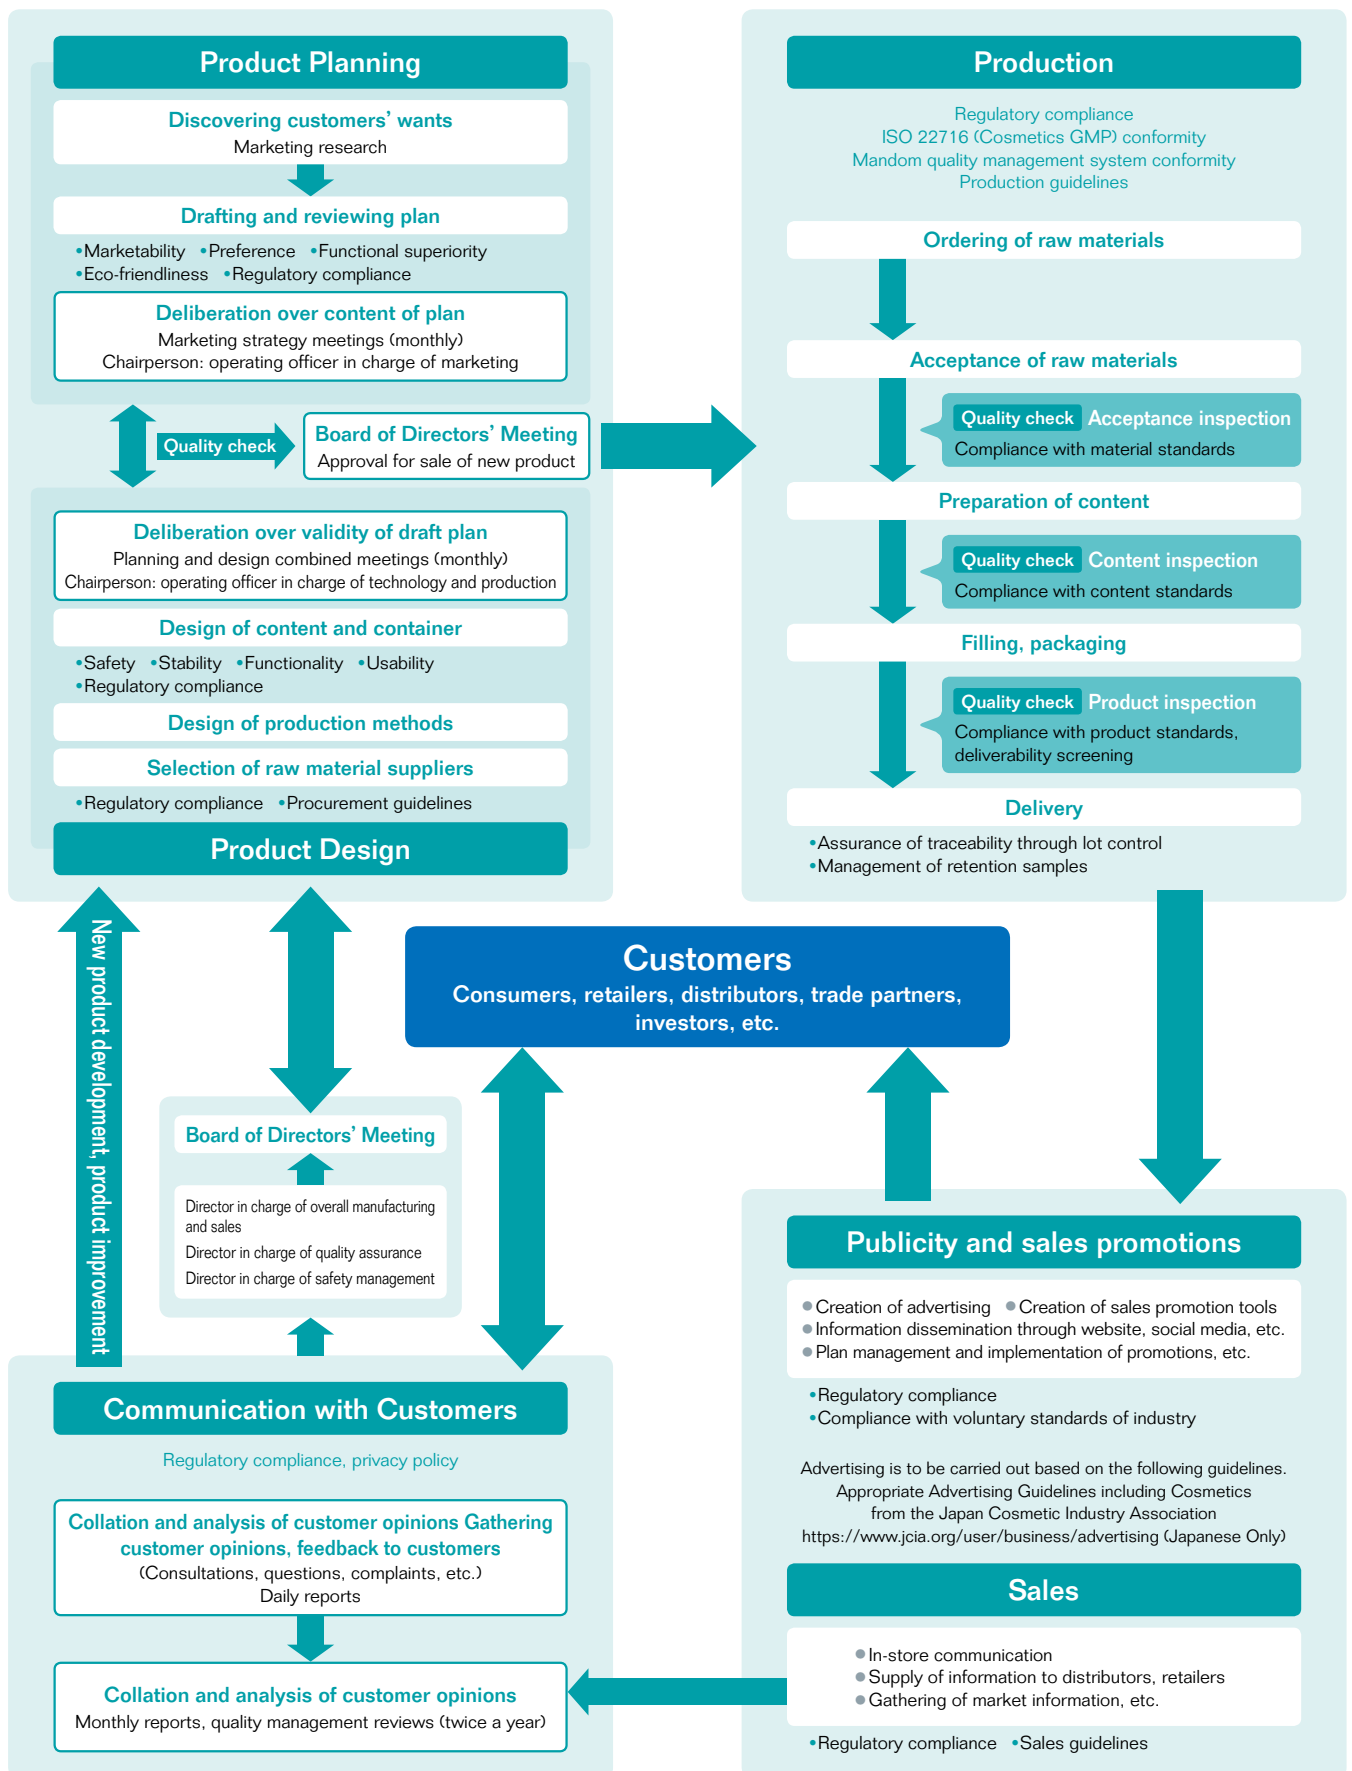 Product Planning
Discovering customers’ wants
Marketing research
Drafting and reviewing plan
•Marketability •Preference •Functional superiority
•Eco-friendliness •Regulatory compliance
Deliberation over content of plan
Marketing strategy meetings (monthly)
Chairperson: operating officer in charge of marketing
Quality check
Board of Directors’ Meeting
Approval for sale of new product
Deliberation over validity of draft plan
Planning and design combined meetings (monthly)
Chairperson: operating officer in charge of technology and production
Design of content and container
•Safety •Stability •Functionality •Usability
•Regulatory compliance
Design of production methods
Selection of raw material suppliers
•Regulatory compliance •Procurement guidelines
Product Design
Production
Regulatory compliance
ISO 22716 (Cosmetics GMP) conformity
Mandom quality management system conformity
Production guidelines
Ordering of raw materials
Acceptance of raw materials
Quality check Acceptance inspection
Compliance with material standards
Preparation of content
Quality check Content inspection
Compliance with content standards
Filling, packaging
Quality check Product inspection
Compliance with product standards,
deliverability screening
Delivery
•Assurance of traceability through lot control
•Management of retention samples
Customers
Consumers, retailers, distributors, trade partners,
investors, etc.
New product development, product improvement
Board of Directors’ Meeting
Director in charge of overall manufacturing
and sales
Director in charge of quality assurance
Director in charge of safety management
Communication with Customers
Regulatory compliance, privacy policy
Collation and analysis of customer opinions Gathering
customer opinions, feedback to customers
(Consultations, questions, complaints, etc.)
Daily reports
Collation and analysis of customer opinions
Monthly reports, quality management reviews (twice a year)
Publicity and sales promotions
●Creation of advertising ●Creation of sales promotion tools
●Information dissemination through website, social media, etc.
●Plan management and implementation of promotions, etc.
•Regulatory compliance
•Compliance with voluntary standards of industry
Advertising is to be carried out based on the following guidelines.
Appropriate Advertising Guidelines including Cosmetics
from the Japan Cosmetic Industry Association
https://www.jcia.org/user/business/advertising (Japanese Only)
Sales
●In-store communication
●Supply of information to distributors, retailers
●Gathering of market information, etc.
•Regulatory compliance •Sales guidelines